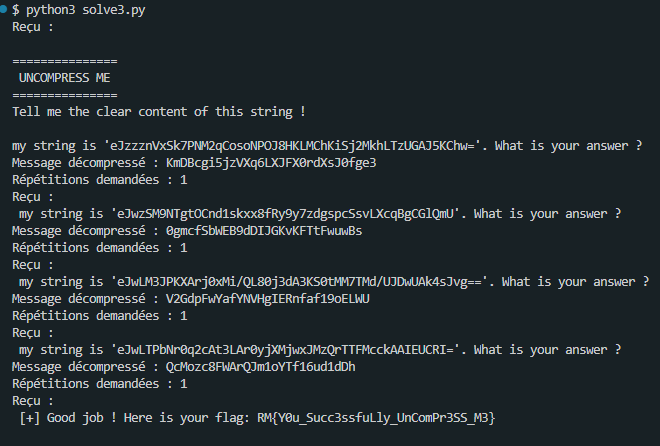 $ python3 solve3.py
Reçu :
===============
UNCOMPRESS ME
===============
Tell me the clear content of this string !
my string is 'eJzzznVxSk7PNM2qCosoNPOJ8HKLMChKiSj2MkhLTzUGAJ5KChw='. What is your answer ?
Message décompressé : KmDBcgi5jzVXq6LXJFX0rdXsJ0fge3
Répétitions demandées : 1
Reçu :
my string is 'eJwzSM9NTgtOCnd1skxx8fRy9y7zdgspcSsvLXcqBgCGlQmU'. What is your answer ?
Message décompressé : 0gmcfSbWEB9dDIJGKvKFTtFwuwBs
Répétitions demandées : 1
Reçu :
my string is 'eJwLM3JPKXArj0xMi/QL80j3dA3KS0tMM7TMd/UJDwUAk4sJvg=='. What is your answer ?
Message décompressé : V2GdpFwYafYNVHgIERnfaf19oELWU
Répétitions demandées : 1
Reçu :
my string is 'eJwLTPbNr0q2cAt3LAr0yjXMjwxJMzQrTTFMcckAAIEUCRI='. What is your answer ?
Message décompressé : QcMozc8FWArQJm1oYTf16ud1dDh
Répétitions demandées : 1
Reçu :
[+] Good job ! Here is your flag: RM{Y0u_Succ3ssfuLly_UnComPr3SS_M3}